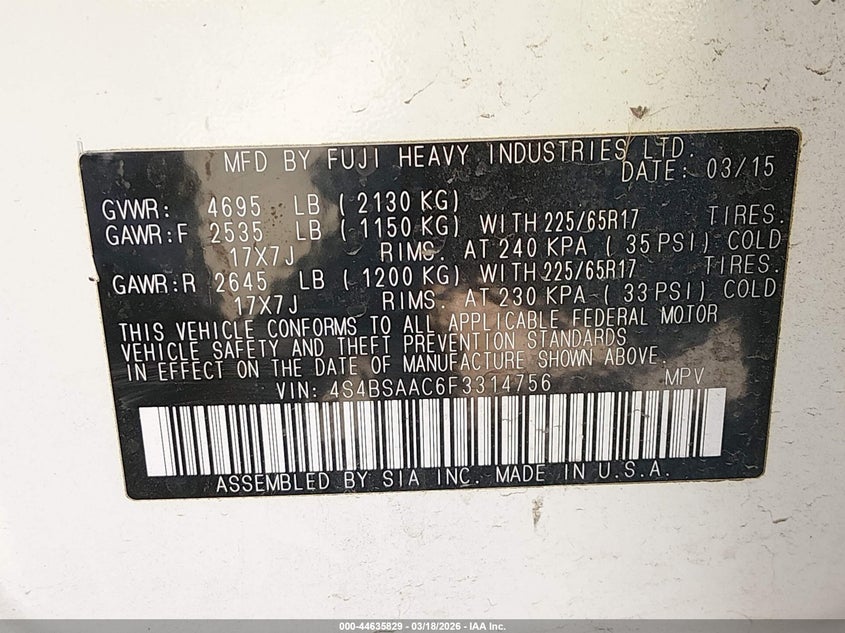 MFD BY FUJI HEAVY INDUSTRIES LTD.
DATE: 03/15
GVWR: 4695 LB ( 2130 KG)
GAWR:F 2535 LB ( 1150 KG) WITH 225/65R17 TIRES.
17X7J RIMS. AT 240 KPA ( 35 PSI) COLD
GAWR:R 2645 LB ( 1200 KG) WITH 225/65R17 TIRES.
17X7J RIMS. AT 230 KPA ( 33 PSI) COLD
THIS VEHICLE CONFORMS TO ALL APPLICABLE FEDERAL MOTOR
VEHICLE SAFETY AND THEFT PREVENTION STANDARDS
IN EFFECT ON THE DATE OF MANUFACTURE SHOWN ABOVE.
VIN: 4S4BSAAC6F3314756 MPV
ASSEMBLED BY SIA INC. MADE IN U.S.A.
000-44635829 - 03/18/2026 - IAA Inc.